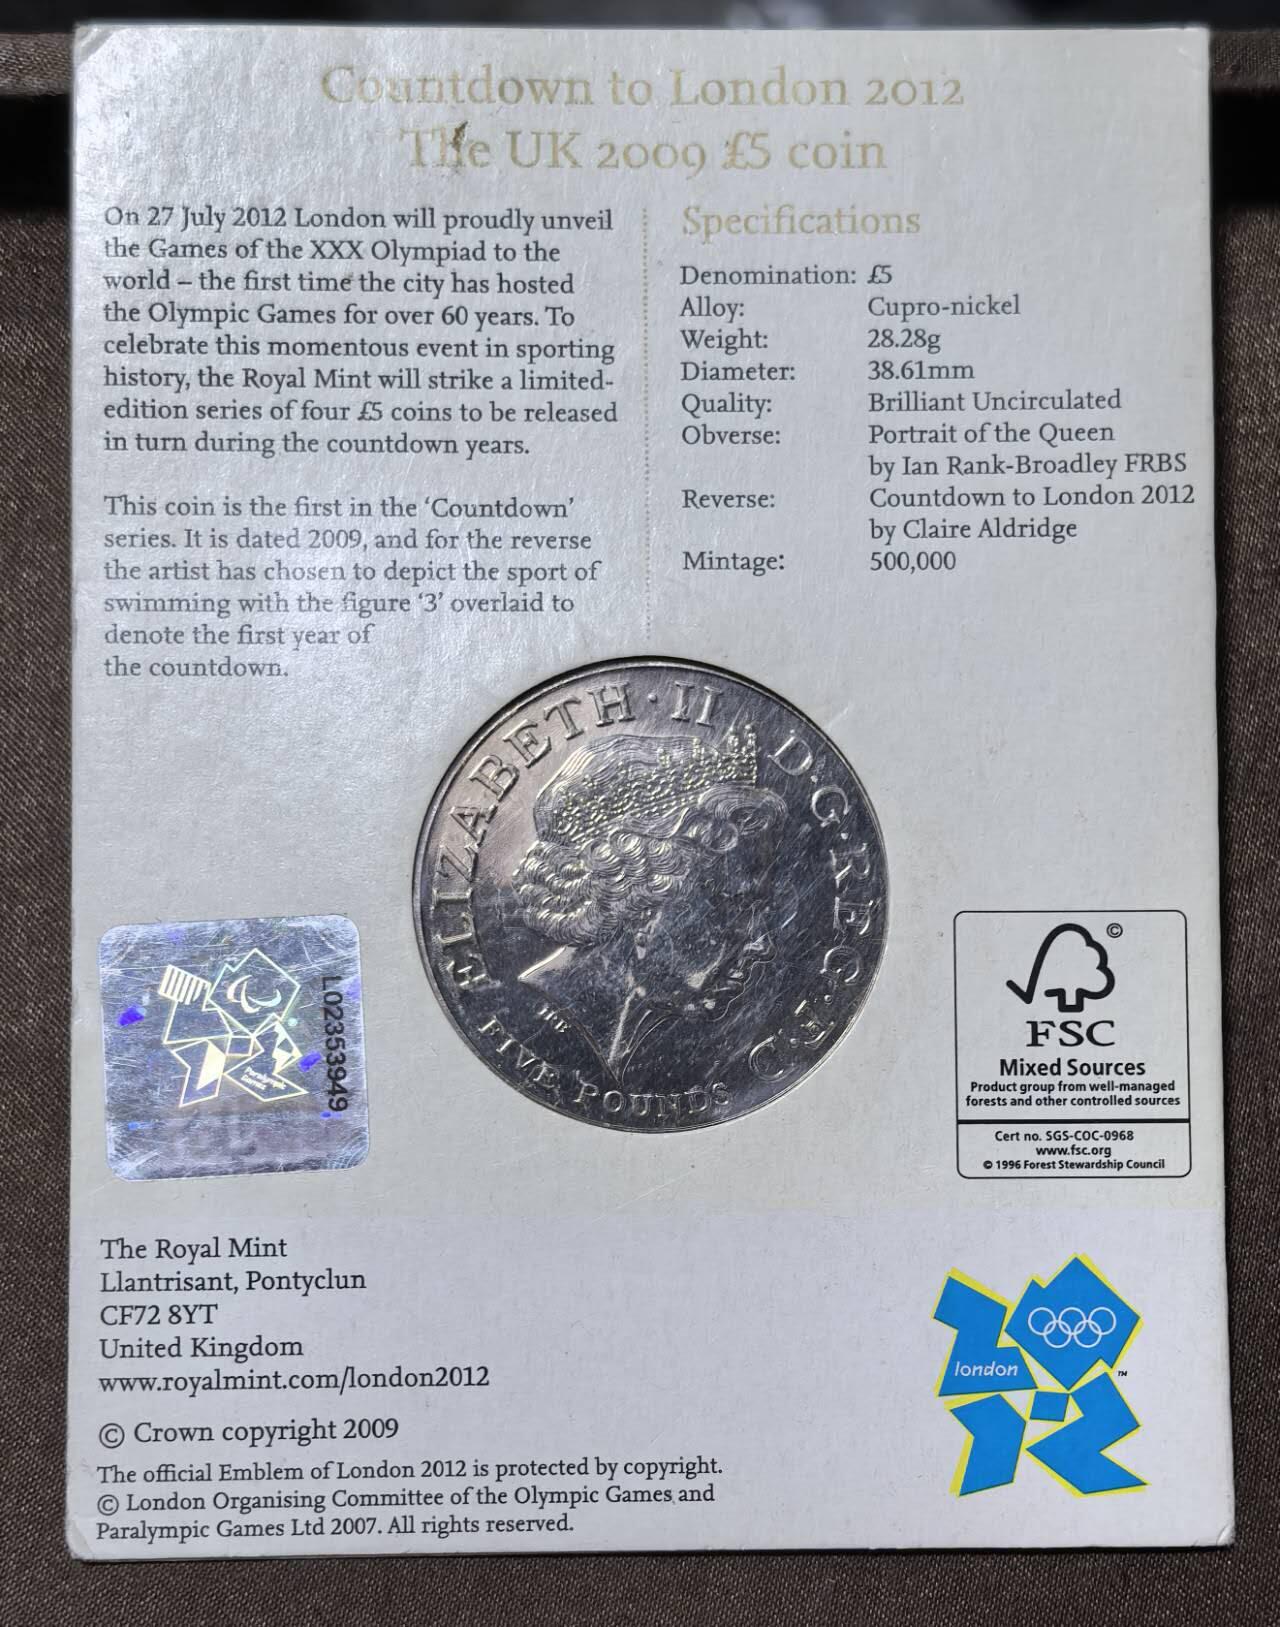 Countdown to London 2012
The UK 2009 £5 coin
On 27 July 2012 London will proudly unveil
the Games of the XXX Olympiad to the
world – the first time the city has hosted
the Olympic Games for over 60 years. To
celebrate this momentous event in sporting
history, the Royal Mint will strike a limited-
edition series of four £5 coins to be released
in turn during the countdown years.
This coin is the first in the ‘Countdown’
series. It is dated 2009, and for the reverse
the artist has chosen to depict the sport of
swimming with the figure ‘3’ overlaid to
denote the first year of
the countdown.
Specifications
Denomination: £5
Alloy: Cupro-nickel
Weight: 28.28g
Diameter: 38.61mm
Quality: Brilliant Uncirculated
Obverse: Portrait of the Queen
by Ian Rank-Broadley FRBS
Reverse: Countdown to London 2012
by Claire Aldridge
Mintage: 500,000
ELIZABETH · II D · G · REG · F · D
IRB
FIVE POUNDS
L02353949
Paralympic
Games
©
FSC
Mixed Sources
Product group from well-managed
forests and other controlled sources
Cert no. SGS-COC-0968
www.fsc.org
© 1996 Forest Stewardship Council
The Royal Mint
Llantrisant, Pontyclun
CF72 8YT
United Kingdom
www.royalmint.com/london2012
© Crown copyright 2009
The official Emblem of London 2012 is protected by copyright.
© London Organising Committee of the Olympic Games and
Paralympic Games Ltd 2007. All rights reserved.
london
™